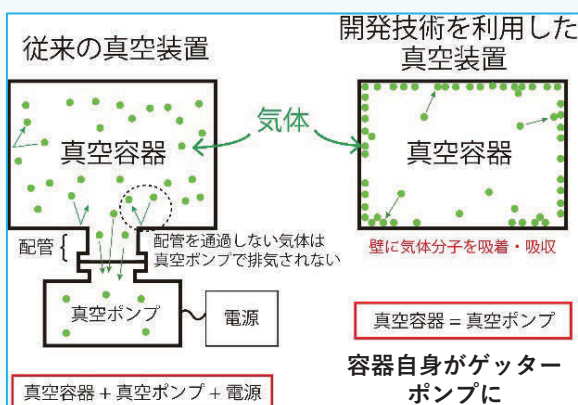 従来の真空装置
真空容器
気体
配管
配管を通過しない気体は
真空ポンプで排気されない
真空ポンプ
電源
真空容器 + 真空ポンプ + 電源
開発技術を利用した
真空装置
真空容器
壁に気体分子を吸着・吸収
真空容器 = 真空ポンプ
容器自身がゲッター
ポンプに